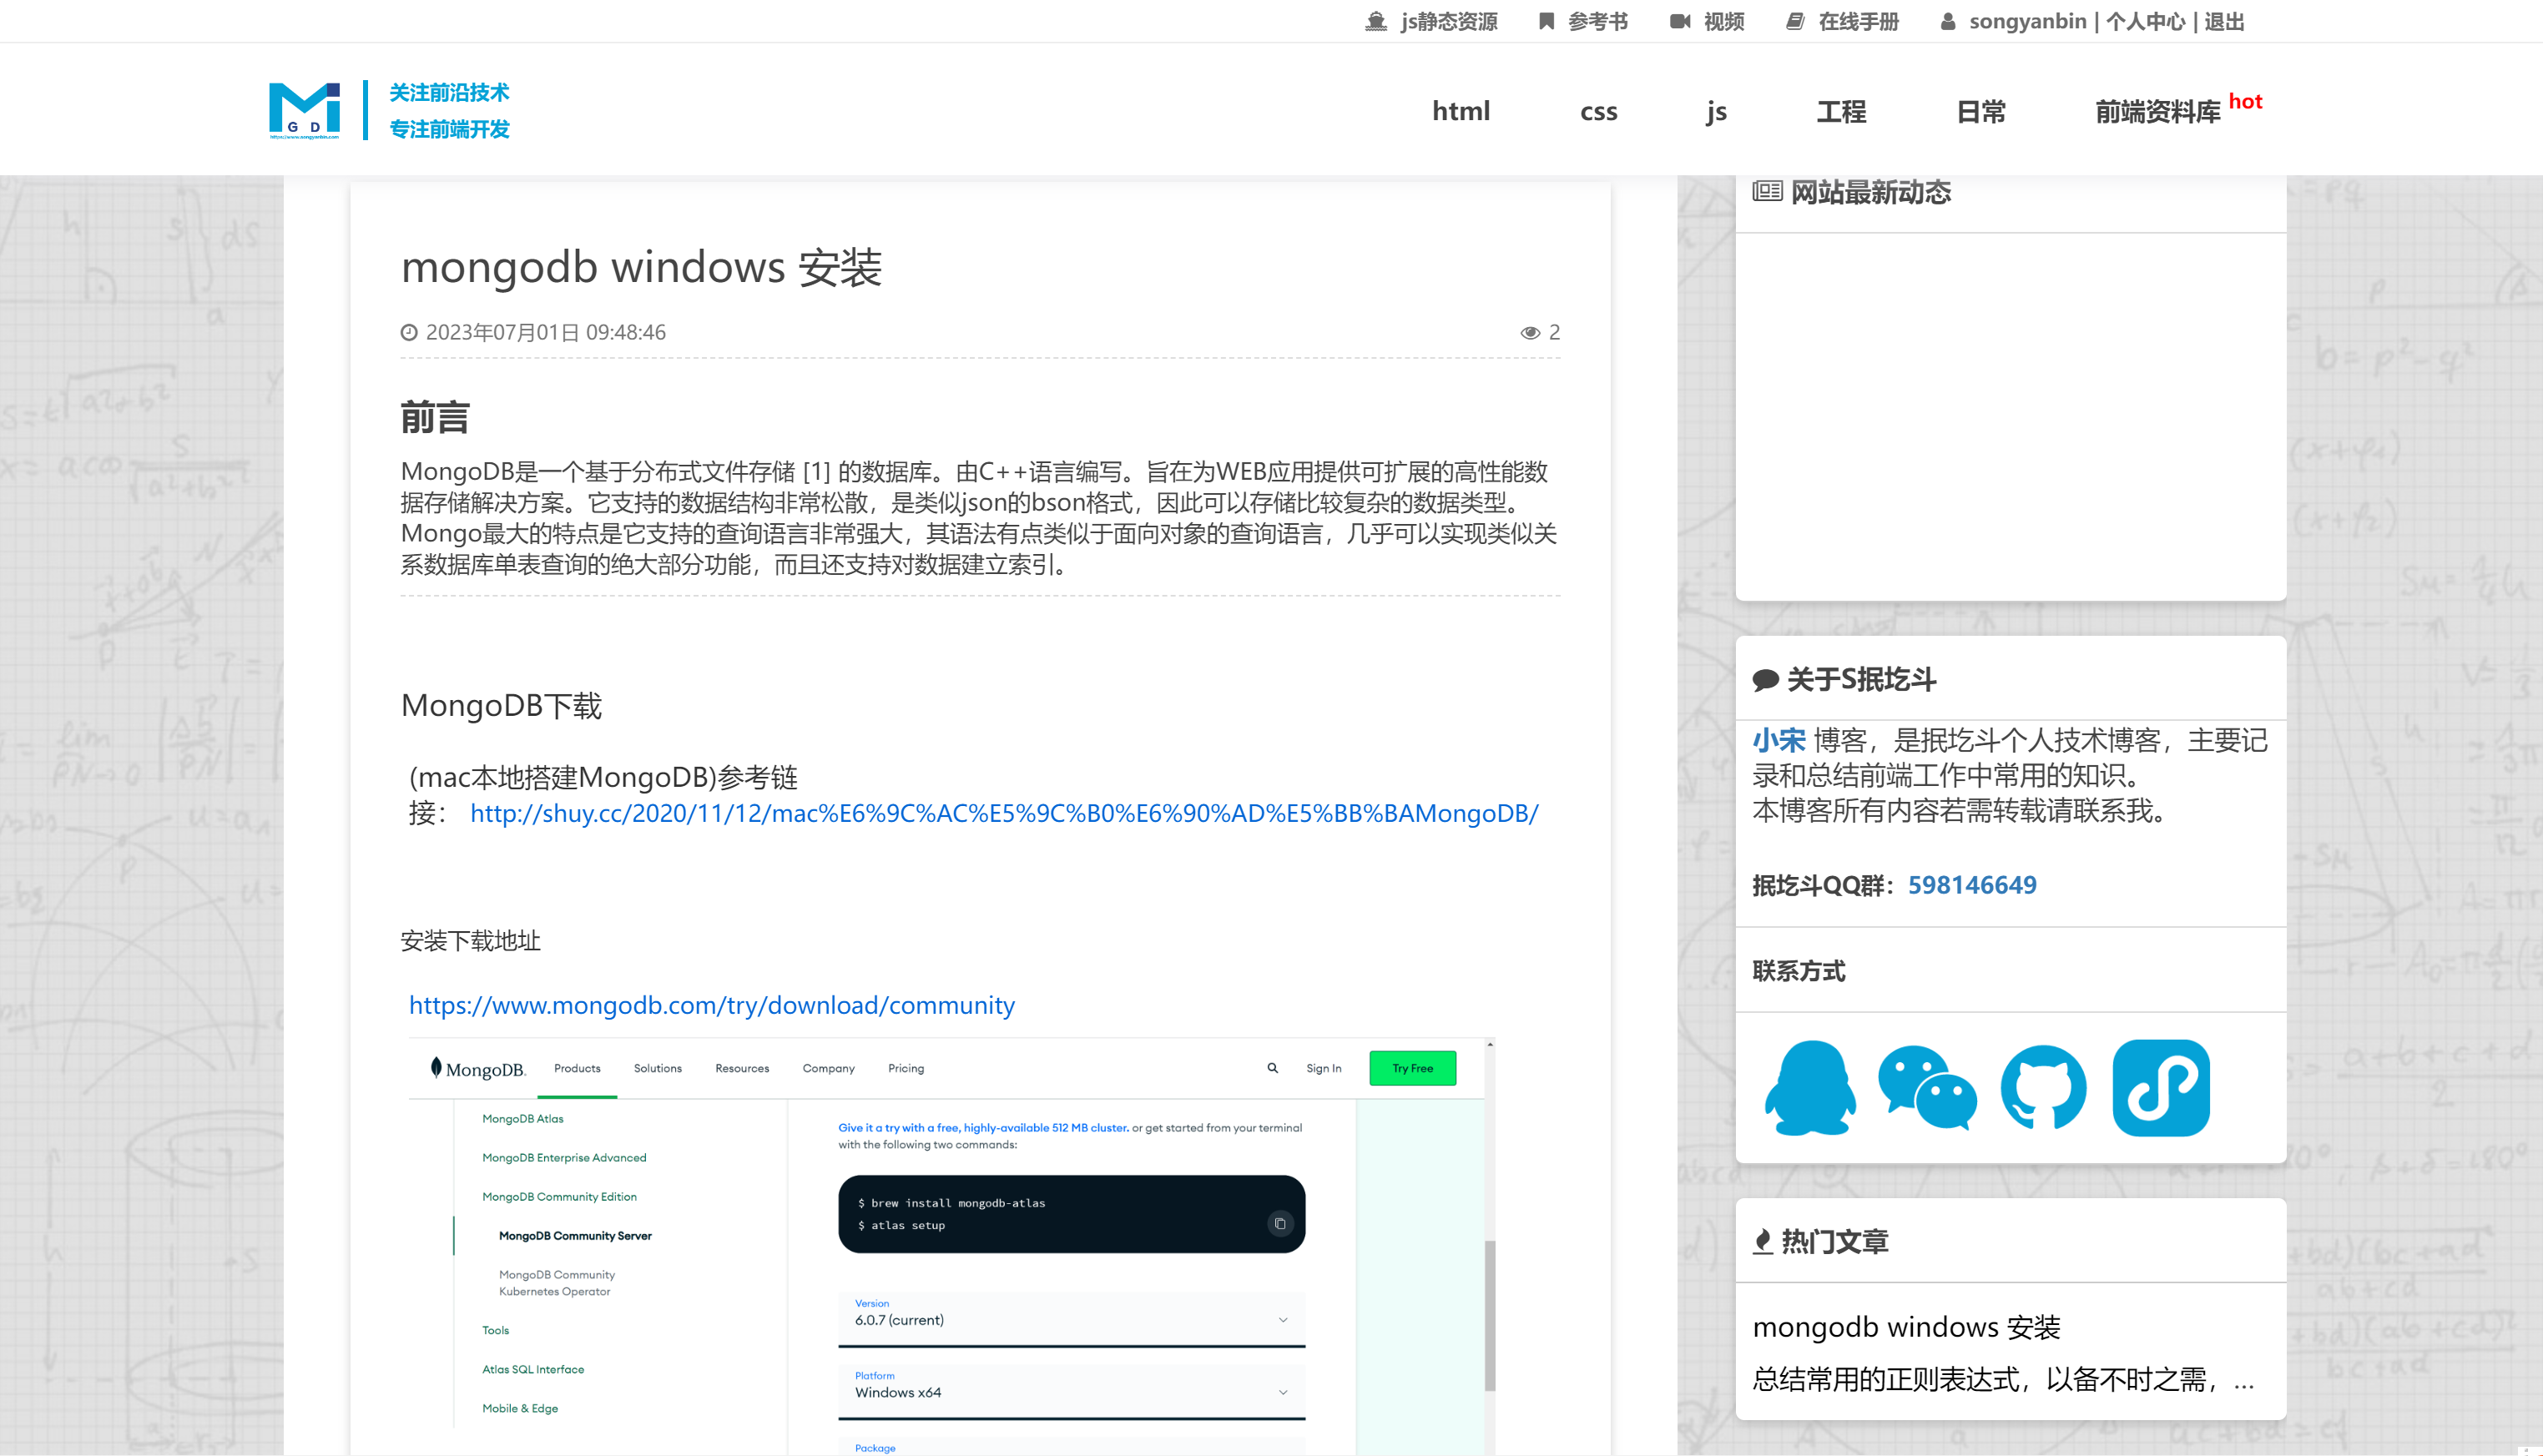 js静态资源 参考书 视频 在线手册 songyanbin | 个人中心 | 退出
关注前沿技术
专注前端开发
html css js 工程 日常 前端资料库 hot
mongodb windows 安装
2023年07月01日 09:48:46 2
前言
MongoDB是一个基于分布式文件存储 [1] 的数据库。由C++语言编写。旨在为WEB应用提供可扩展的高性能数
据存储解决方案。它支持的数据结构非常松散，是类似json的bson格式，因此可以存储比较复杂的数据类型。
Mongo最大的特点是它支持的查询语言非常强大，其语法有点类似于面向对象的查询语言，几乎可以实现类似关
系数据库单表查询的绝大部分功能，而且还支持对数据建立索引。
MongoDB下载
(mac本地搭建MongoDB)参考链
接： http://shuy.cc/2020/11/12/mac%E6%9C%AC%E5%9C%B0%E6%90%AD%E5%BB%BAMongoDB/
安装下载地址
https://www.mongodb.com/try/download/community
MongoDB. Products Solutions Resources Company Pricing Sign In Try Free
MongoDB Atlas
MongoDB Enterprise Advanced
MongoDB Community Edition
MongoDB Community Server
MongoDB Community
Kubernetes Operator
Tools
Atlas SQL Interface
Mobile & Edge
Give it a try with a free, highly-available 512 MB cluster. or get started from your terminal
with the following two commands:
$ brew install mongodb-atlas
$ atlas setup
Version
6.0.7 (current)
Platform
Windows x64
Package
网站最新动态
关于S抿圪斗
小宋 博客，是抿圪斗个人技术博客，主要记
录和总结前端工作中常用的知识。
本博客所有内容若需转载请联系我。
抿圪斗QQ群：598146649
联系方式
热门文章
mongodb windows 安装
总结常用的正则表达式，以备不时之需，...